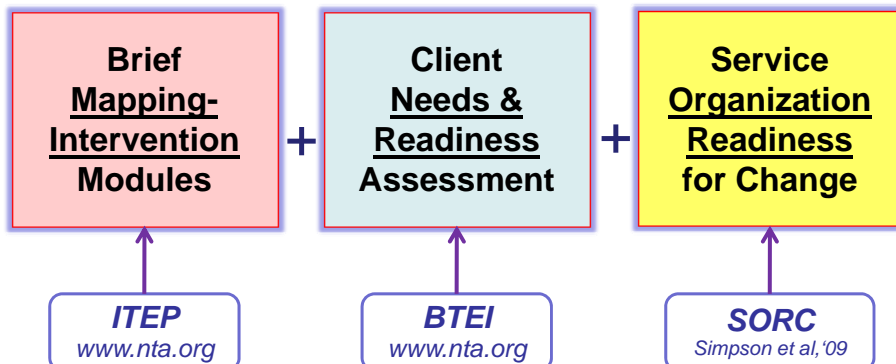 Brief
Mapping-
Intervention
Modules
+
Client
Needs &
Readiness
Assessment
+
Service
Organization
Readiness
for Change
ITEP
www.nta.org
BTEI
www.nta.org
SORC
Simpson et al,‘09